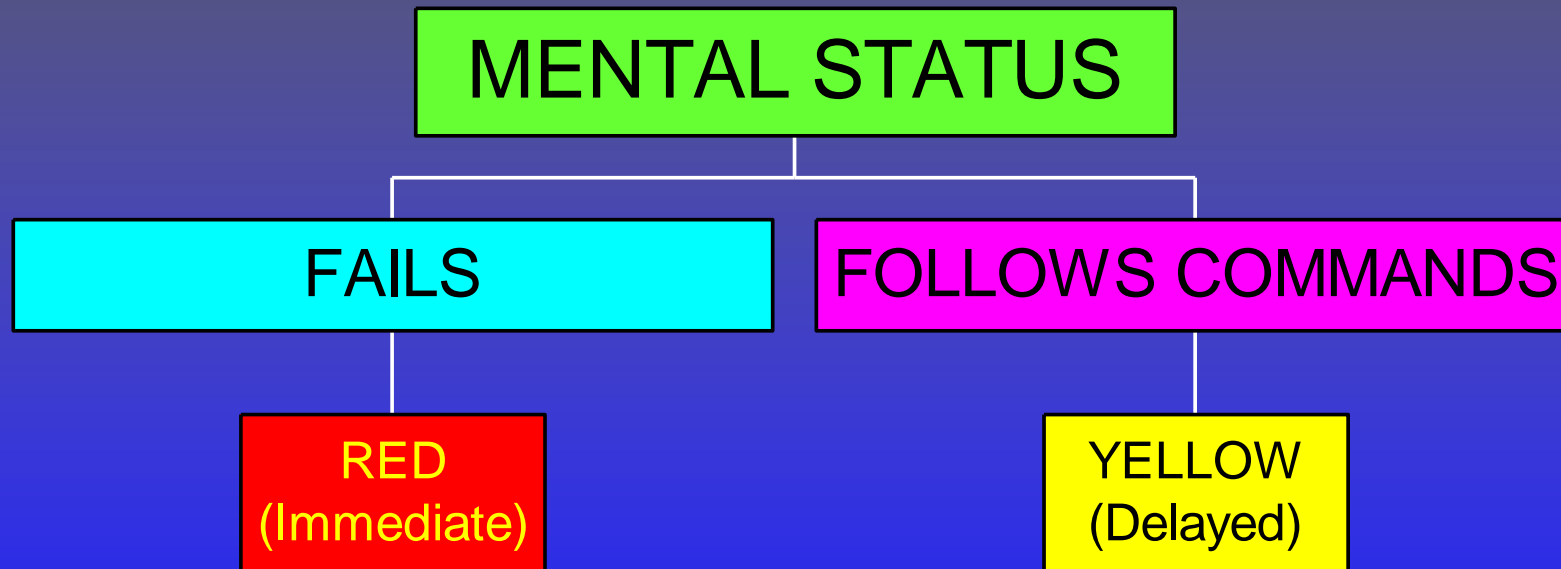 MENTAL STATUS
FAILS
FOLLOWS COMMANDS
RED
(Immediate)
YELLOW
(Delayed)